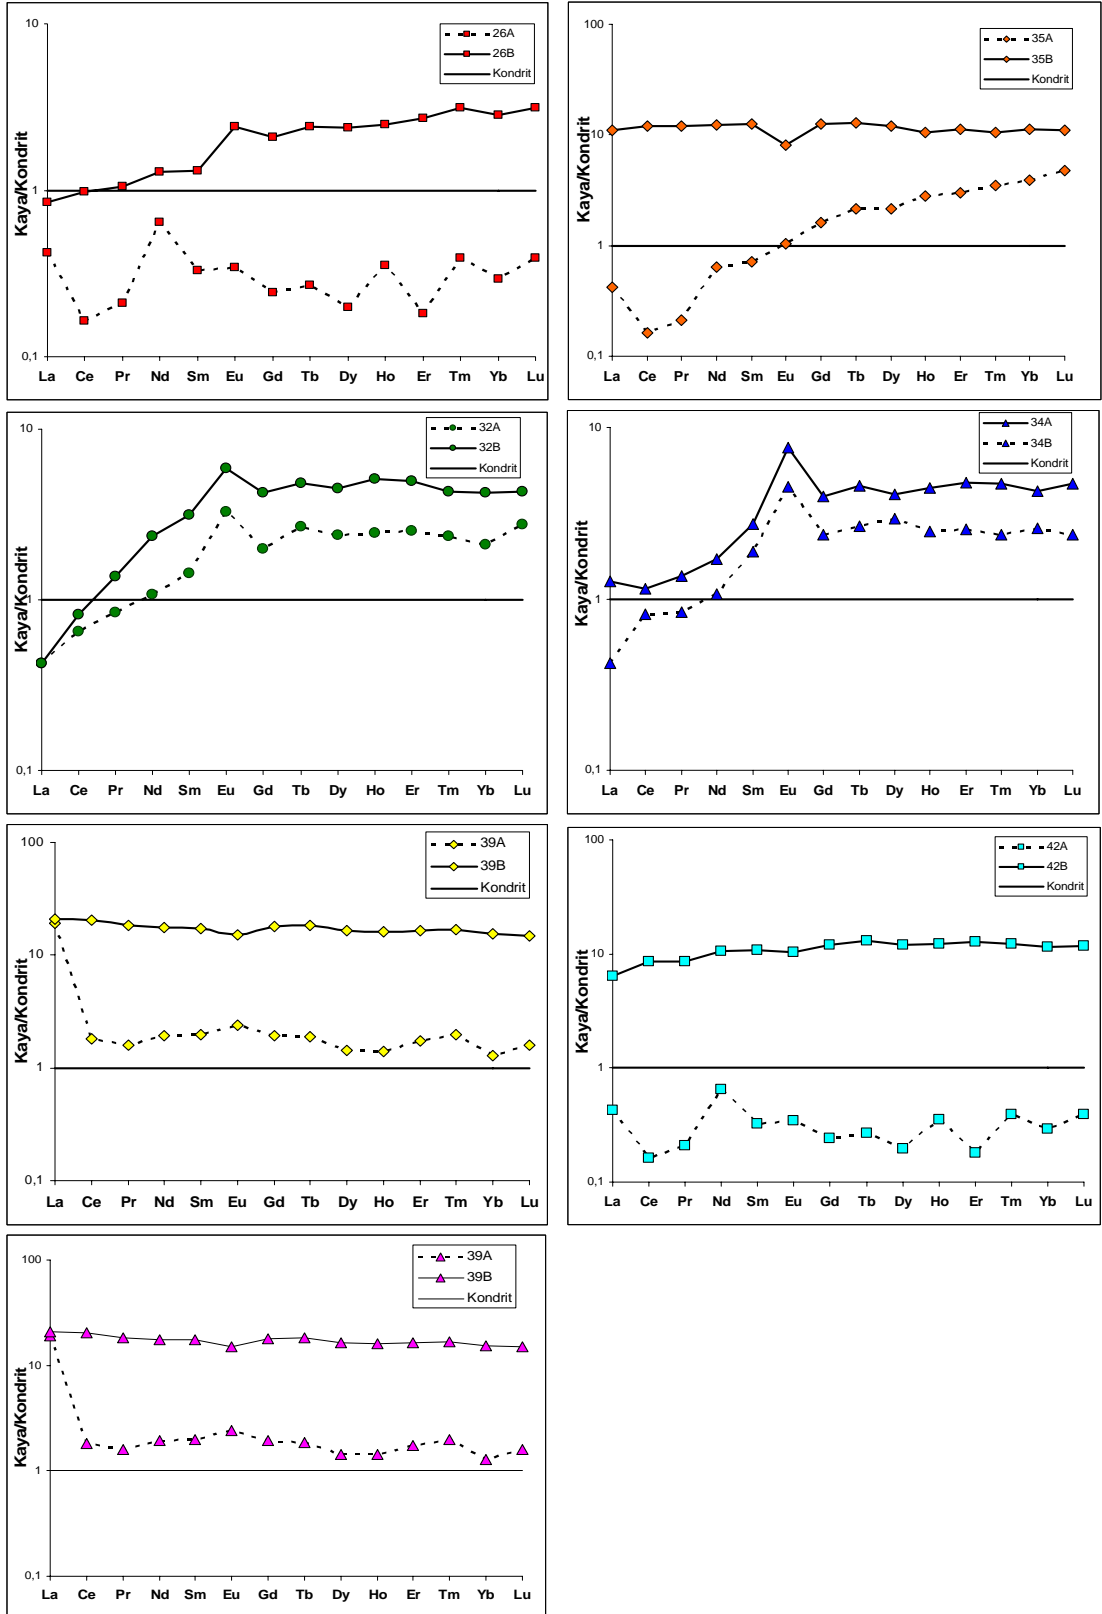 10
1
0,1
Kaya/Kondrit
26A
26B
Kondrit
La Ce Pr Nd Sm Eu Gd Tb Dy Ho Er Tm Yb Lu
100
10
1
0,1
Kaya/Kondrit
35A
35B
Kondrit
La Ce Pr Nd Sm Eu Gd Tb Dy Ho Er Tm Yb Lu
10
1
0,1
Kaya/Kondrit
32A
32B
Kondrit
La Ce Pr Nd Sm Eu Gd Tb Dy Ho Er Tm Yb Lu
10
1
0,1
Kaya/Kondrit
34A
34B
Kondrit
La Ce Pr Nd Sm Eu Gd Tb Dy Ho Er Tm Yb Lu
100
10
1
0,1
Kaya/Kondrit
39A
39B
Kondrit
La Ce Pr Nd Sm Eu Gd Tb Dy Ho Er Tm Yb Lu
100
10
1
0,1
Kaya/Kondrit
42A
42B
Kondrit
La Ce Pr Nd Sm Eu Gd Tb Dy Ho Er Tm Yb Lu
100
10
1
0,1
Kaya/Kondrit
39A
39B
Kondrit
La Ce Pr Nd Sm Eu Gd Tb Dy Ho Er Tm Yb Lu